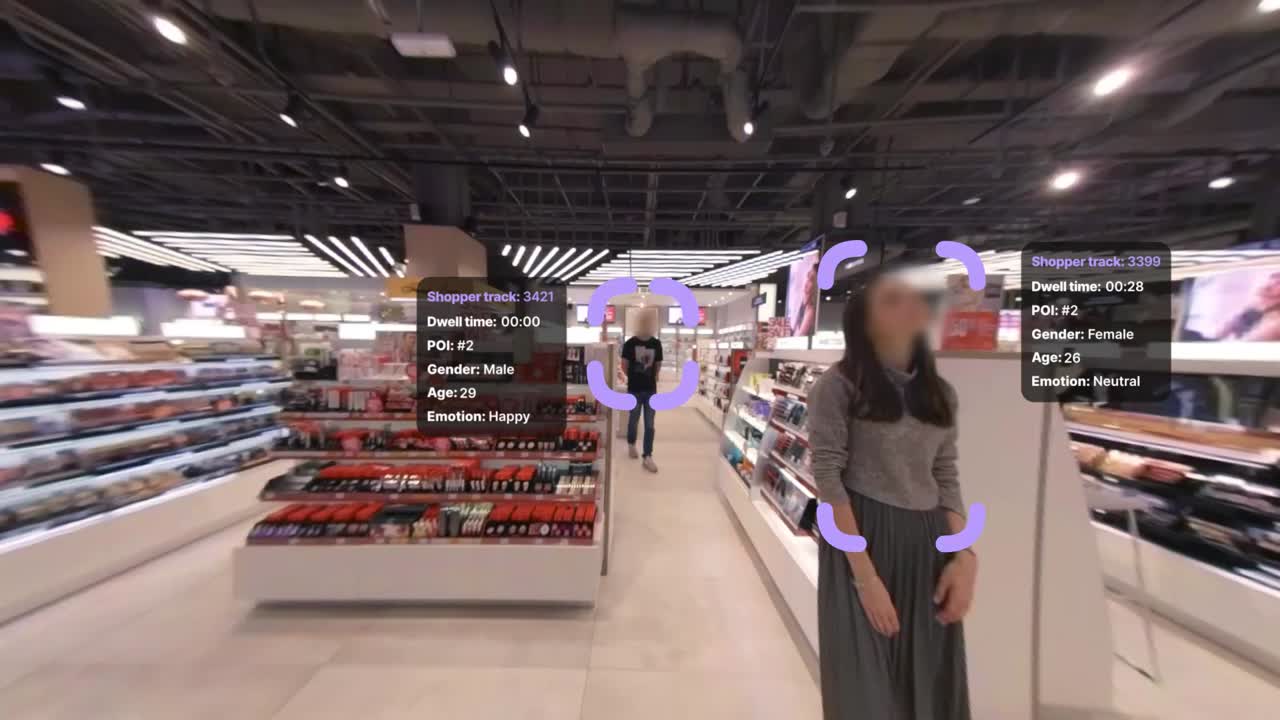 Shopper track: 3421
Dwell time: 00:00
POI: #2
Gender: Male
Age: 29
Emotion: Happy
Shopper track: 3399
Dwell time: 00:28
POI: #2
Gender: Female
Age: 26
Emotion: Neutral